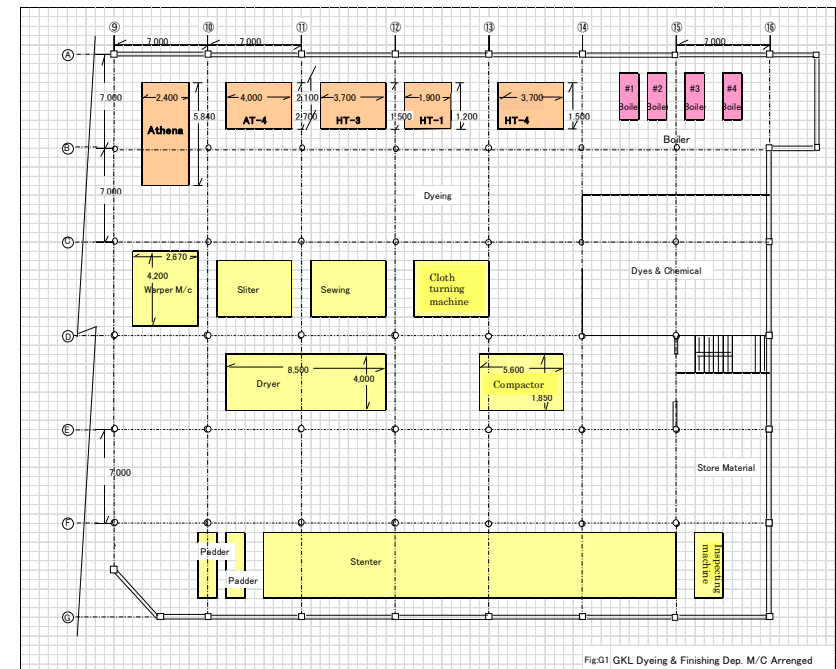 ⑨ ⑩ ⑪ ⑫ ⑬ ⑭ ⑮ ⑯
7,000 7,000 7,000
Ⓐ
7,000
2,400
5,840
Athena
4,000
2,100
2,700
AT-4
3,700
1,500
HT-3
1,900
1,200
HT-1
3,700
1,500
HT-4
#1
Boiler
#2
Boiler
#3
Boiler
#4
Boiler
Boiler
Ⓑ
7,000
Dyeing
Ⓒ
2,670
4,200
Warper M/c
Sliter
Sewing
Cloth
turning
machine
Dyes & Chemical
Ⓓ
8,500
4,000
Dryer
5.600
Compactor
1,850
Ⓔ
7,000
Store Material
Ⓕ
Padder
Padder
Stenter
Inspecting
machine
Ⓖ
Fig:G1 GKL Dyeing & Finishing Dep. M/C Arrenged